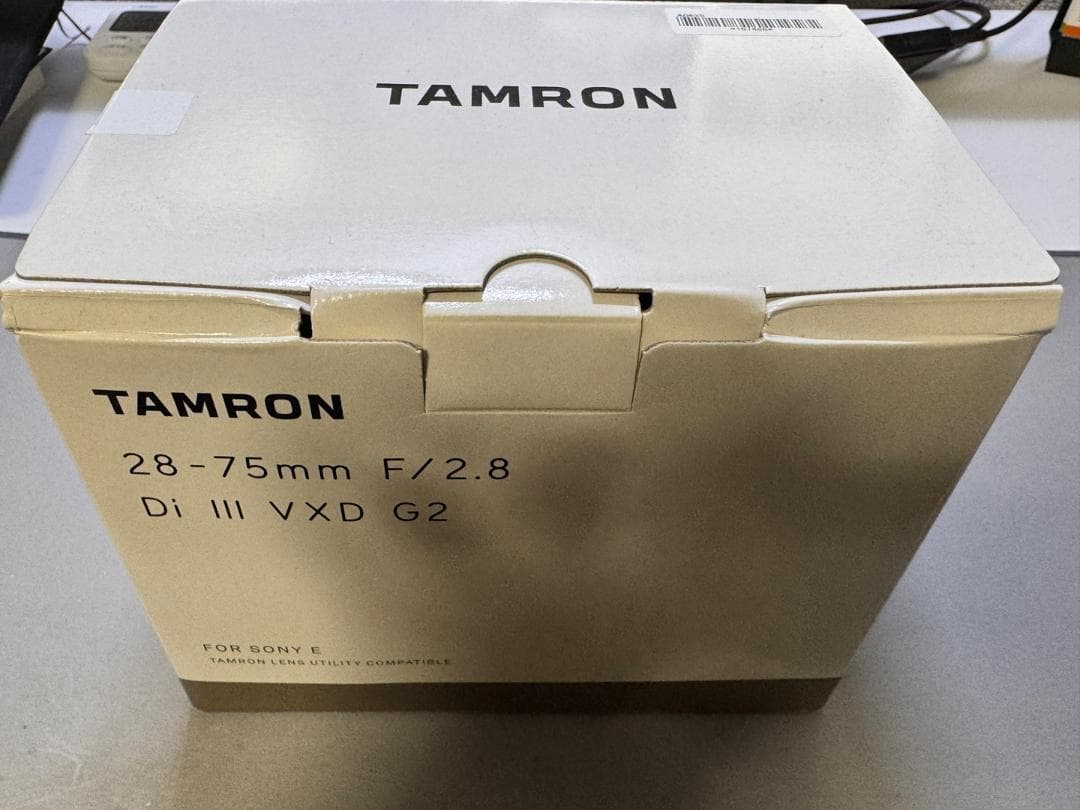 TAMRON
TAMRON
28-75mm F/2.8
Di III VXD G2
FOR SONY E
TAMRON LENS UTILITY COMPATIBLE